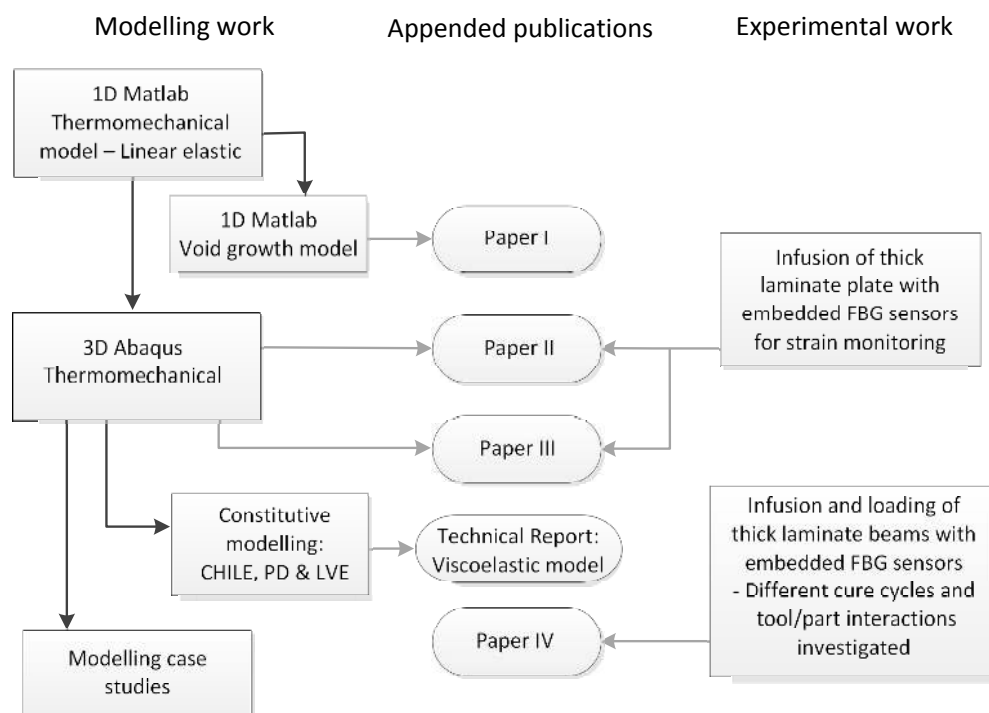 Modelling work
Appended publications
Experimental work
1D Matlab
Thermomechanical
model – Linear elastic
1D Matlab
Void growth model
Paper I
Infusion of thick
laminate plate with
embedded FBG sensors
for strain monitoring
3D Abaqus
Thermomechanical
Paper II
Paper III
Constitutive
modelling:
CHILE, PD & LVE
Technical Report:
Viscoelastic model
Infusion and loading of
thick laminate beams with
embedded FBG sensors
- Different cure cycles and
tool/part interactions
investigated
Paper IV
Modelling case
studies